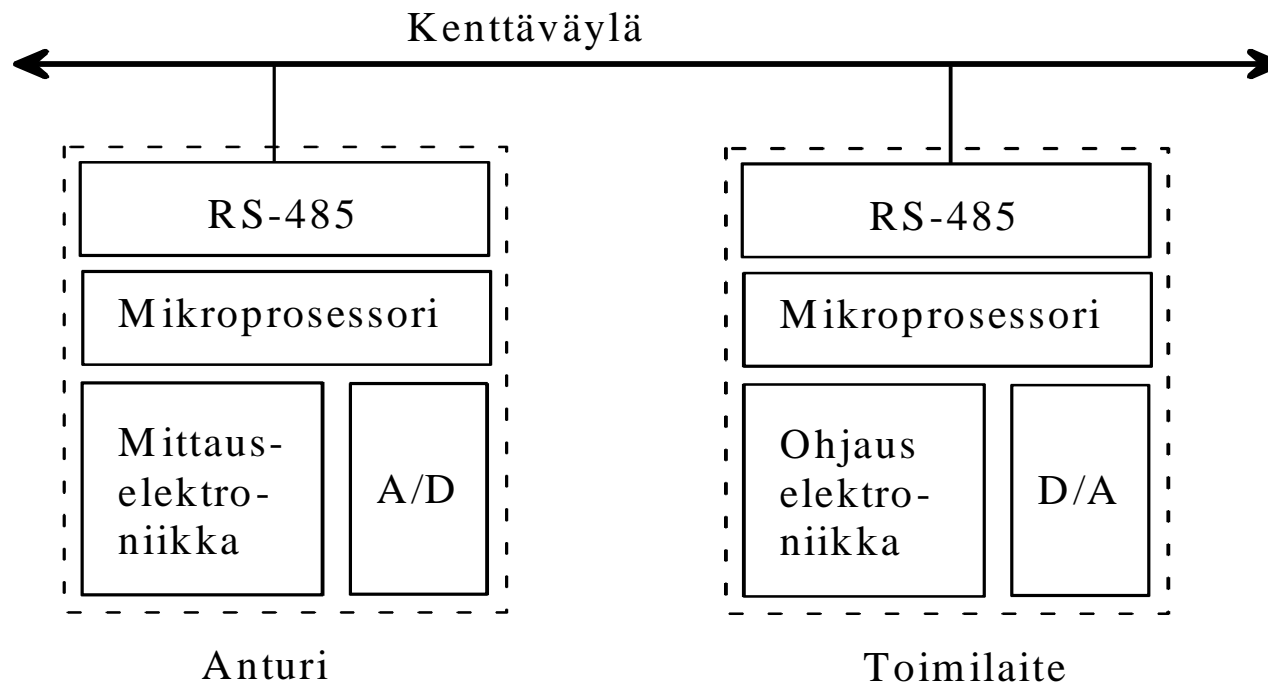 Kenttäväylä
RS-485
Mikroprosessori
Mittaus-
elektro-
niikka
A/D
Anturi
RS-485
Mikroprosessori
Ohjaus
elektro-
niikka
D/A
Toimilaite